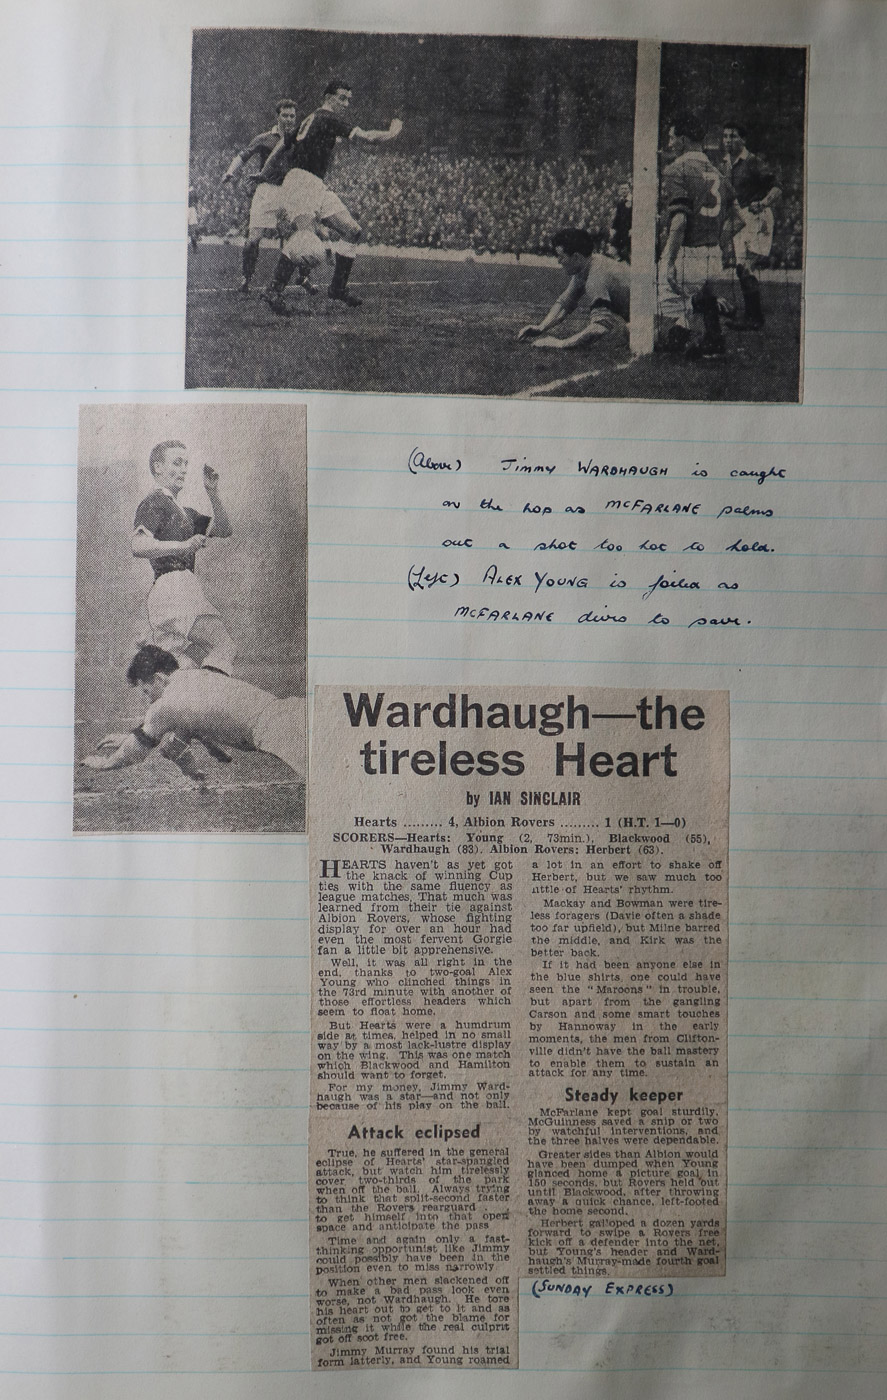 3
(Above) Jimmy WARDHAUGH is caught
on the hop as McFARLANE palms
out a shot too hot to hold.
(Left) ALEX YOUNG is foiled as
McFARLANE dives to save.
Wardhaugh—the
tireless Heart
by IAN SINCLAIR
Hearts ......... 4, Albion Rovers ......... 1 (H.T. 1—0)
SCORERS—Hearts: Young (2, 73min.), Blackwood (55),
Wardhaugh (83). Albion Rovers: Herbert (63).
HEARTS haven't as yet got
the knack of winning Cup
ties with the same fluency as
league matches. That much was
learned from their tie against
Albion Rovers, whose fighting
display for over an hour had
even the most fervent Gorgie
fan a little bit apprehensive.
Well, it was all right in the
end, thanks to two-goal Alex
Young who clinched things in
the 73rd minute with another of
those effortless headers which
seem to float home.
But Hearts were a humdrum
side at times, helped in no small
way by a most lack-lustre display
on the wing. This was one match
which Blackwood and Hamilton
should want to forget.
For my money, Jimmy Ward-
haugh was a star—and not only
because of his play on the ball.
Attack eclipsed
True, he suffered in the general
eclipse of Hearts' star-spangled
attack, but watch him tirelessly
cover two-thirds of the park
when off the ball. Always trying
to think that split-second faster
than the Rovers rearguard
to get himself into that open
space and anticipate the pass
Time and again only a fast-
thinking opportunist like Jimmy
could possibly have been in the
position even to miss narrowly
When other men slackened off
to make a bad pass look even
worse, not Wardhaugh. He tore
his heart out to get to it and as
often as not got the blame for
missing it while the real culprit
got off scot free.
Jimmy Murray found his trial
form latterly, and Young roamed
a lot in an effort to shake off
Herbert, but we saw much too
little of Hearts' rhythm.
Mackay and Bowman were tire-
less foragers (Davie often a shade
too far upfield), but Milne barred
the middle, and Kirk was the
better back.
If it had been anyone else in
the blue shirts, one could have
seen the "Maroons" in trouble,
but apart from the gangling
Carson and some smart touches
by Hannoway in the early
moments, the men from Clifton-
ville didn't have the ball mastery
to enable them to sustain an
attack for any time.
Steady keeper
McFarlane kept goal sturdily,
McGuinness saved a snip or two
by watchful interventions, and
the three halves were dependable.
Greater sides than Albion would
have been dumped when Young
glanced home a picture goal in
150 seconds, but Rovers held out
until Blackwood, after throwing
away a quick chance, left-footed
the home second.
Herbert galloped a dozen yards
forward to swipe a Rovers free
kick off a defender into the net,
but Young's header and Ward-
haugh's Murray-made fourth goal
settled things.
(SUNDAY EXPRESS)